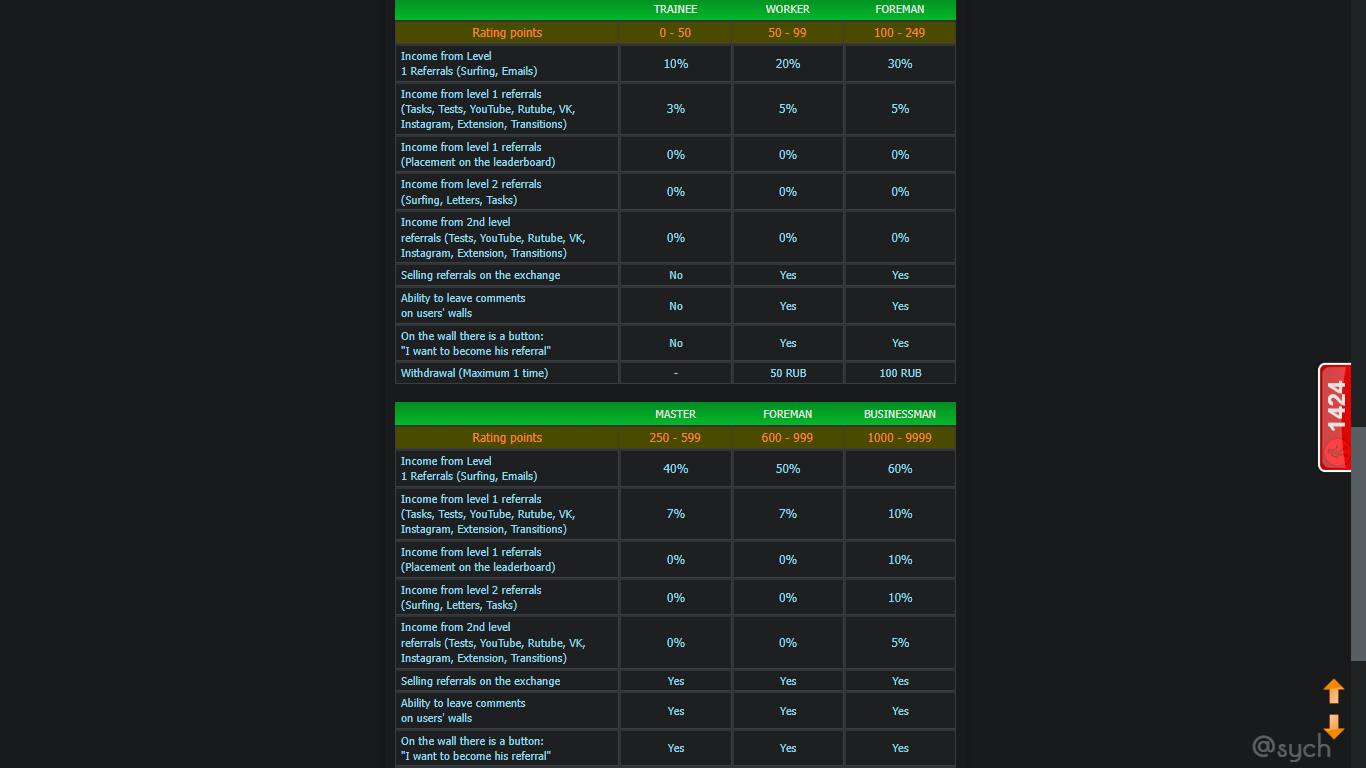 TRAINEE WORKER FOREMAN
Rating points 0 - 50 50 - 99 100 - 249
Income from Level
1 Referrals (Surfing, Emails) 10% 20% 30%
Income from level 1 referrals
(Tasks, Tests, YouTube, Rutube, VK, 3% 5% 5%
Instagram, Extension, Transitions)
Income from level 1 referrals
(Placement on the leaderboard) 0% 0% 0%
Income from level 2 referrals
(Surfing, Letters, Tasks) 0% 0% 0%
Income from 2nd level
referrals (Tests, YouTube, Rutube, VK, 0% 0% 0%
Instagram, Extension, Transitions)
Selling referrals on the exchange No Yes Yes
Ability to leave comments
on users' walls No Yes Yes
On the wall there is a button:
"I want to become his referral" No Yes Yes
Withdrawal (Maximum 1 time) - 50 RUB 100 RUB
MASTER FOREMAN BUSINESSMAN
Rating points 250 - 599 600 - 999 1000 - 9999
Income from Level
1 Referrals (Surfing, Emails) 40% 50% 60%
Income from level 1 referrals
(Tasks, Tests, YouTube, Rutube, VK, 7% 7% 10%
Instagram, Extension, Transitions)
Income from level 1 referrals
(Placement on the leaderboard) 0% 0% 10%
Income from level 2 referrals
(Surfing, Letters, Tasks) 0% 0% 10%
Income from 2nd level
referrals (Tests, YouTube, Rutube, VK, 0% 0% 5%
Instagram, Extension, Transitions)
Selling referrals on the exchange Yes Yes Yes
Ability to leave comments
on users' walls Yes Yes Yes
On the wall there is a button:
"I want to become his referral" Yes Yes Yes
1424
@sych